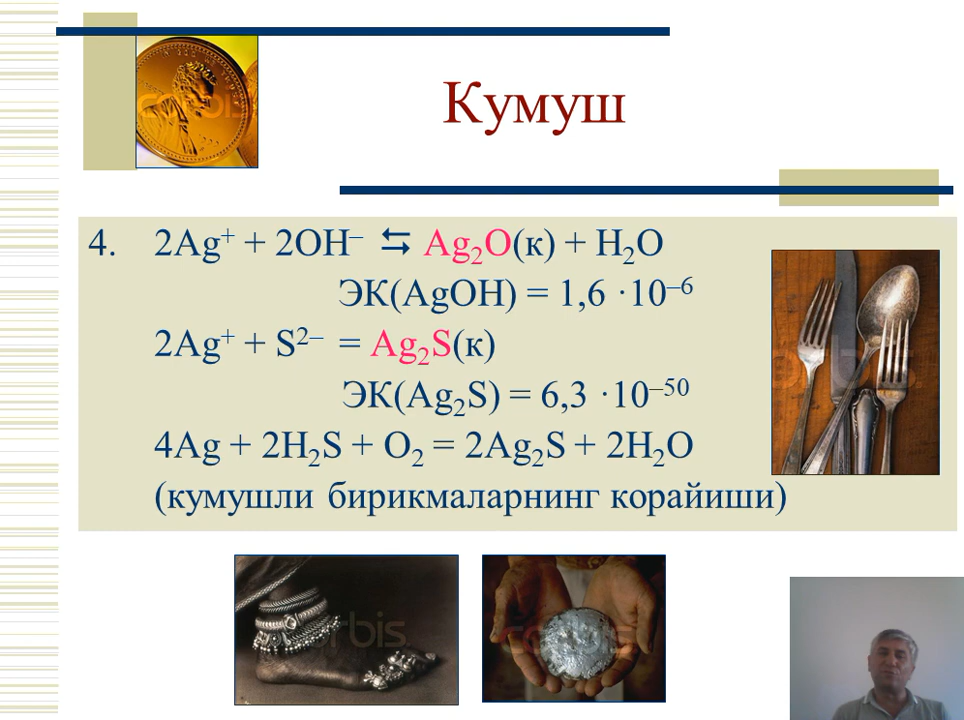 Кумуш
4. 2Ag⁺ + 2OH⁻ ⇆ Ag₂O(к) + H₂O
ЭК(AgOH) = 1,6 ·10⁻⁶
2Ag⁺ + S²⁻ = Ag₂S(к)
ЭК(Ag₂S) = 6,3 ·10⁻⁵⁰
4Ag + 2H₂S + O₂ = 2Ag₂S + 2H₂O
(кумушли бирикмаларнинг корайиши)